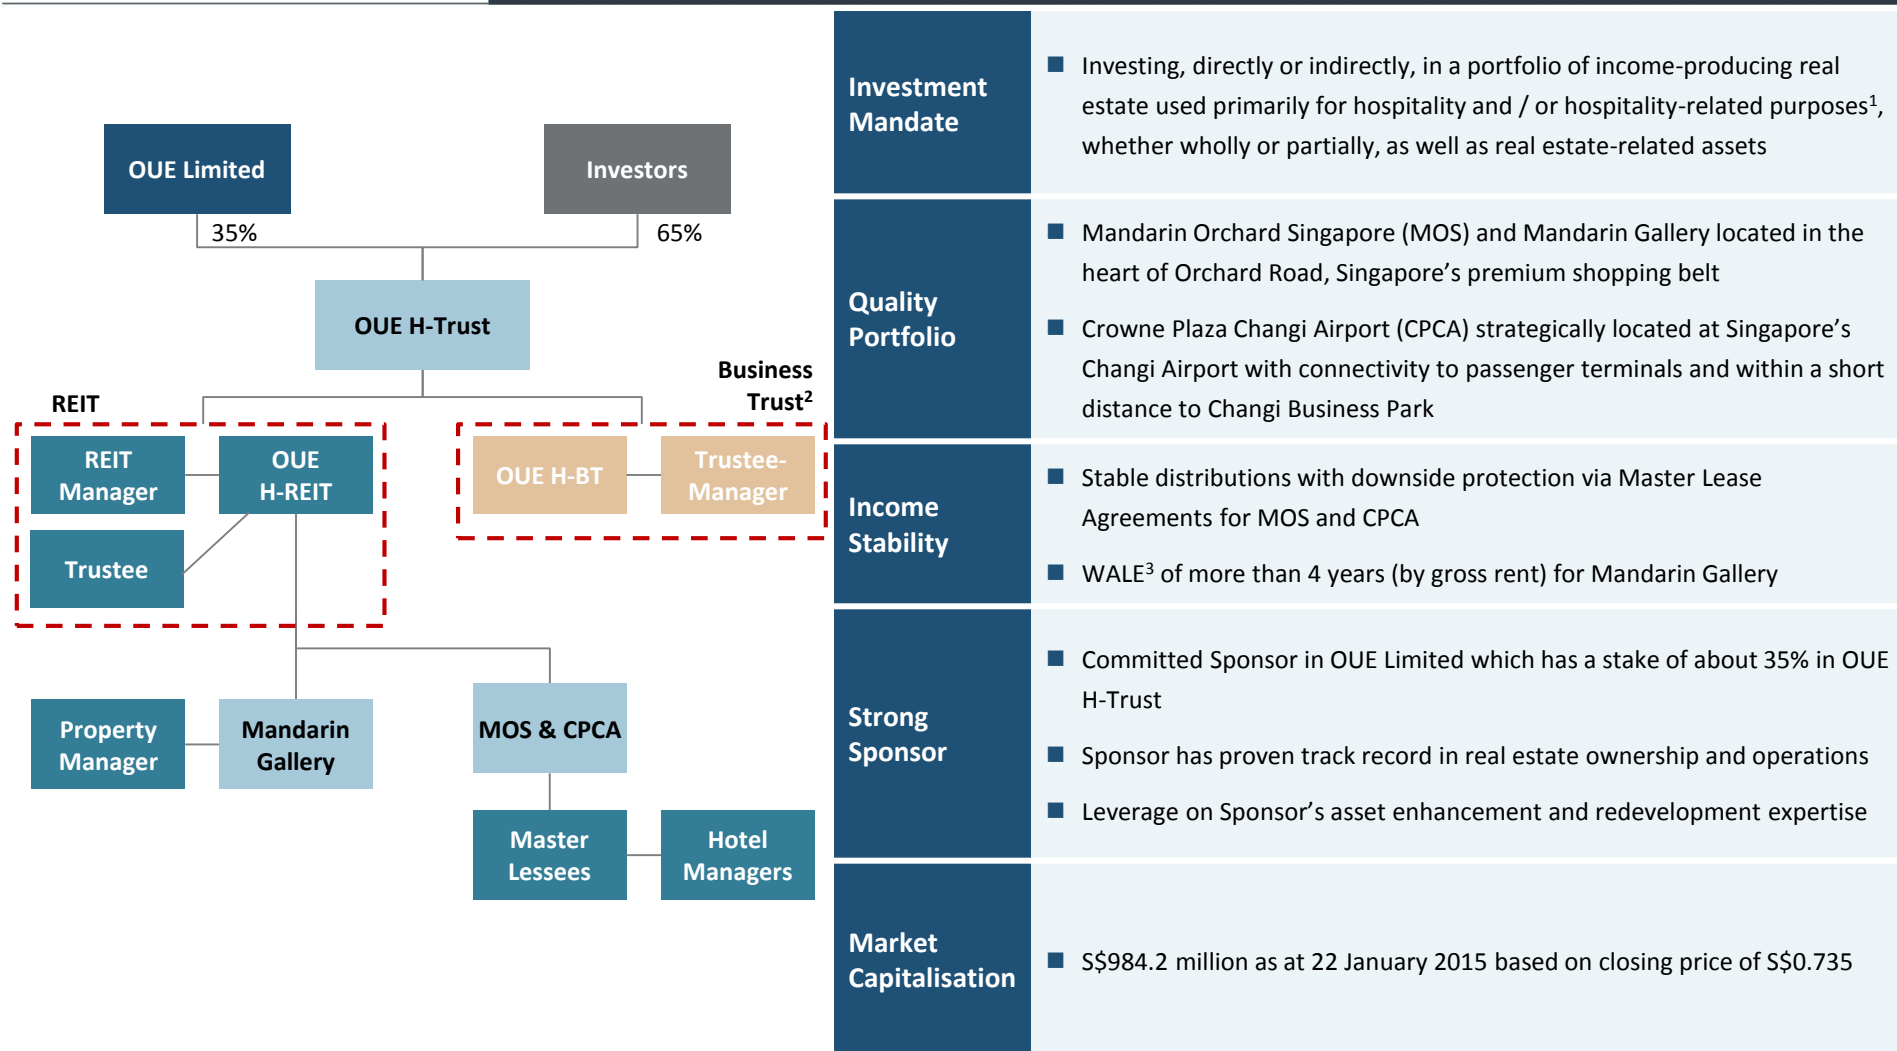 OUE Limited
Investors
35%
65%
OUE H-Trust
REIT
Business
Trust²
REIT
Manager
OUE
H-REIT
Trustee
OUE H-BT
Trustee-
Manager
Property
Manager
Mandarin
Gallery
MOS & CPCA
Master
Lessees
Hotel
Managers
Investment
Mandate
■ Investing, directly or indirectly, in a portfolio of income-producing real
estate used primarily for hospitality and / or hospitality-related purposes¹,
whether wholly or partially, as well as real estate-related assets
Quality
Portfolio
■ Mandarin Orchard Singapore (MOS) and Mandarin Gallery located in the
heart of Orchard Road, Singapore’s premium shopping belt
■ Crowne Plaza Changi Airport (CPCA) strategically located at Singapore’s
Changi Airport with connectivity to passenger terminals and within a short
distance to Changi Business Park
Income
Stability
■ Stable distributions with downside protection via Master Lease
Agreements for MOS and CPCA
■ WALE³ of more than 4 years (by gross rent) for Mandarin Gallery
Strong
Sponsor
■ Committed Sponsor in OUE Limited which has a stake of about 35% in OUE
H-Trust
■ Sponsor has proven track record in real estate ownership and operations
■ Leverage on Sponsor’s asset enhancement and redevelopment expertise
Market
Capitalisation
■ S$984.2 million as at 22 January 2015 based on closing price of S$0.735